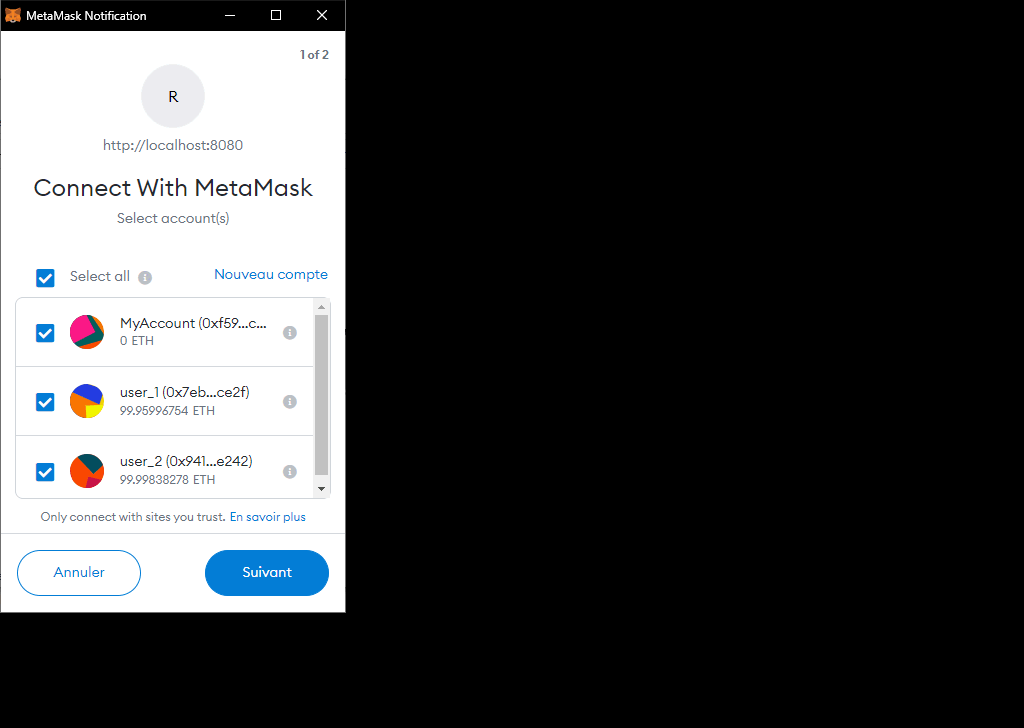 MetaMask Notification
1 of 2
R
http://localhost:8080
Connect With MetaMask
Select account(s)
Select all
Nouveau compte
MyAccount (0xf59...c...
0 ETH
user_1 (0x7eb...ce2f)
99.95996754 ETH
user_2 (0x941...e242)
99.99838278 ETH
Only connect with sites you trust. En savoir plus
Annuler
Suivant